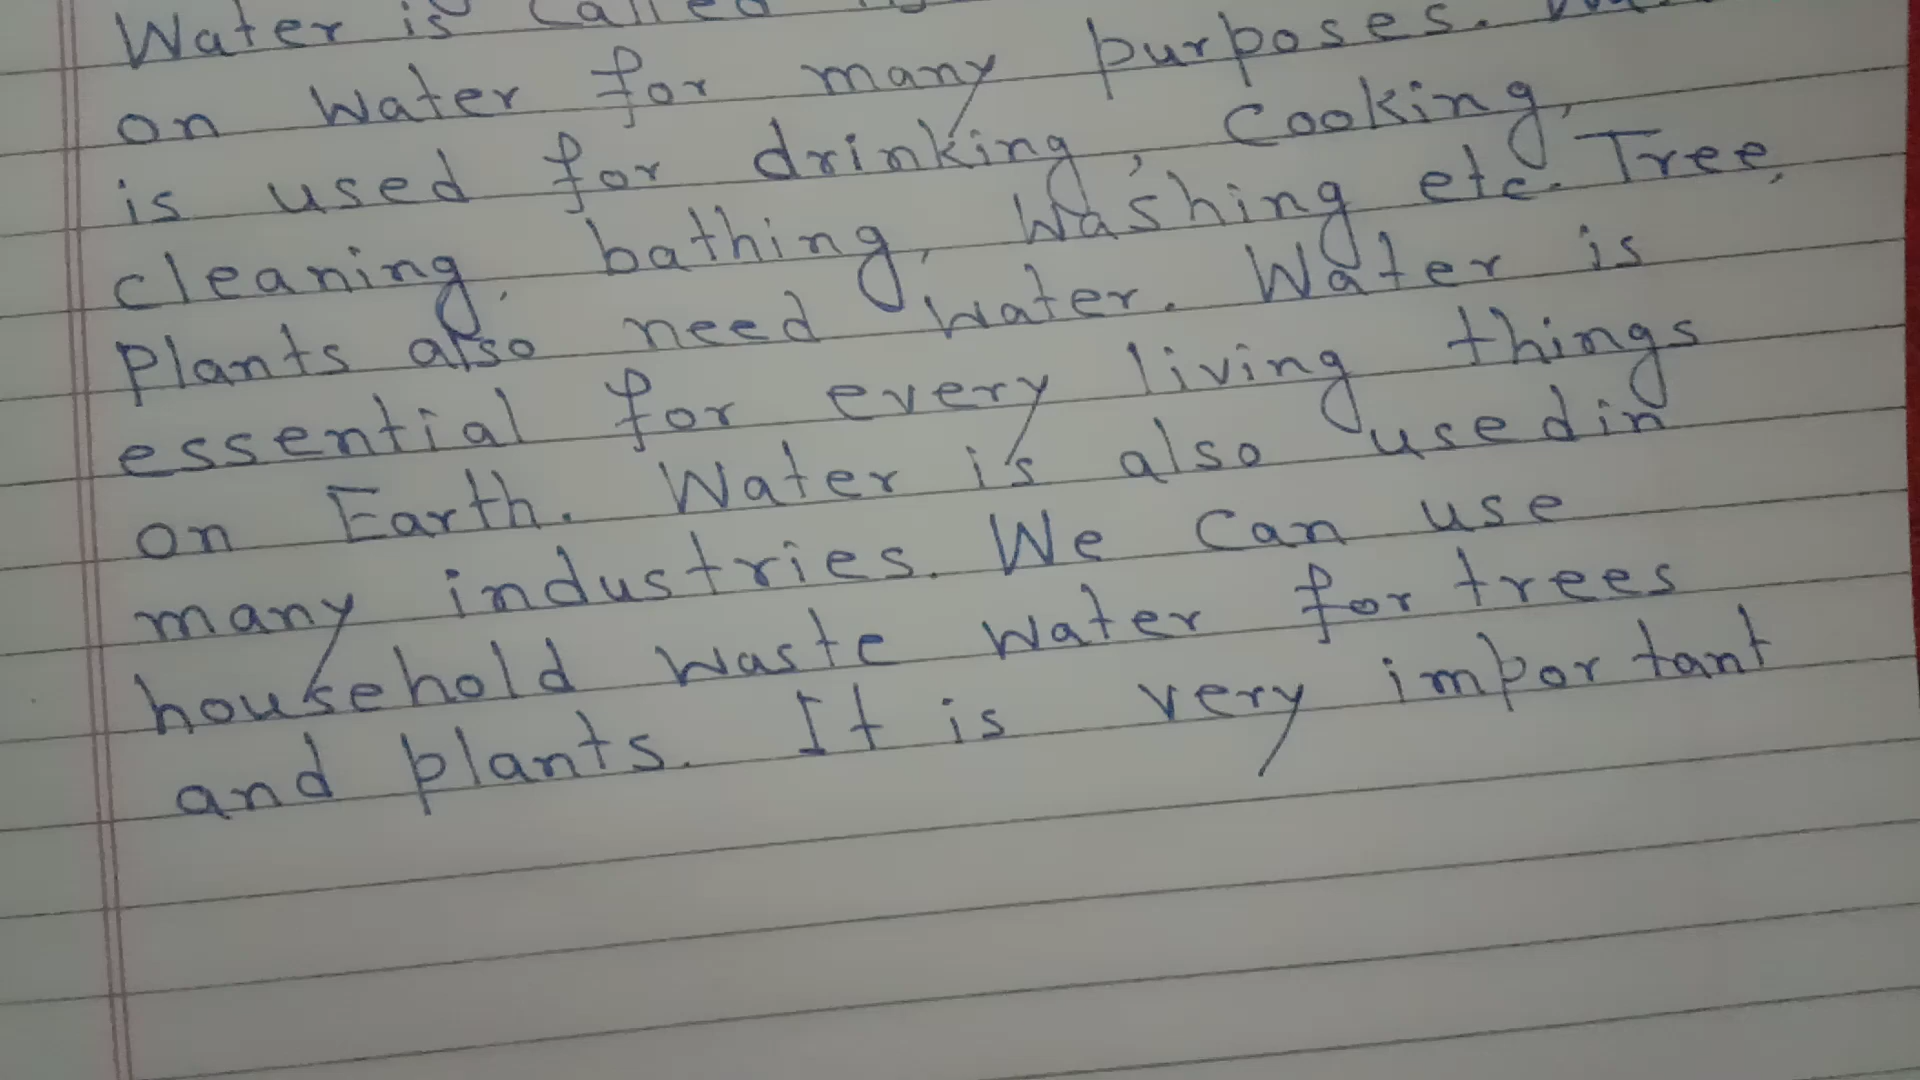 Water is called
on water for many purposes.
is used for drinking, cooking,
cleaning, bathing, washing etc. Tree,
plants also need water. Water is
essential for every living things
on Earth. Water is also usedin
many industries. We can use
household waste water for trees
and plants. It is very important